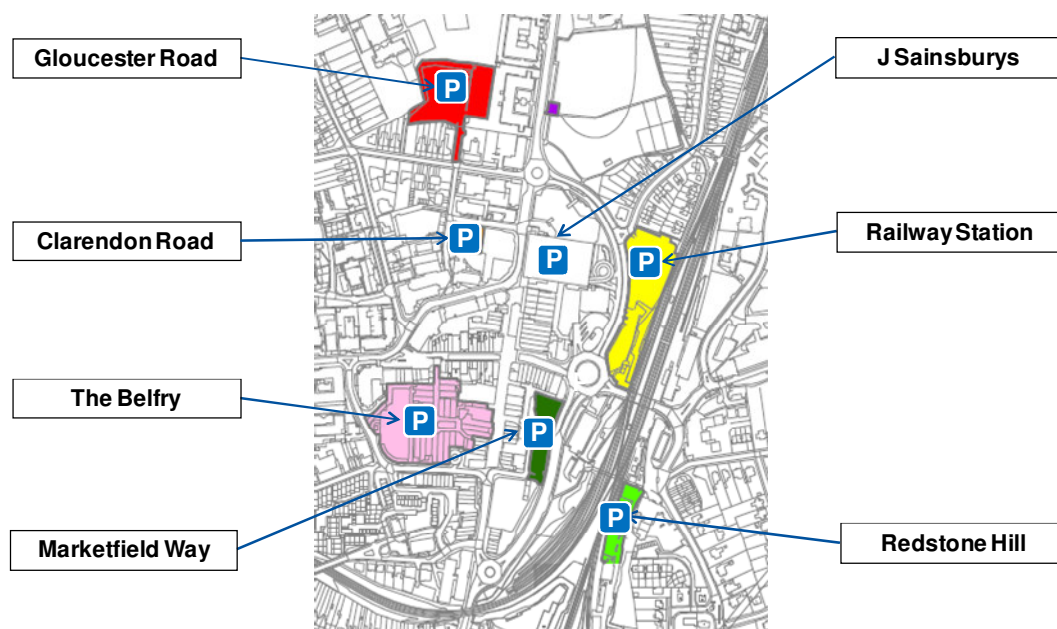 Gloucester Road
J Sainsburys
P
Clarendon Road
P
P
P
Railway Station
The Belfry
P
P
Marketfield Way
P
Redstone Hill